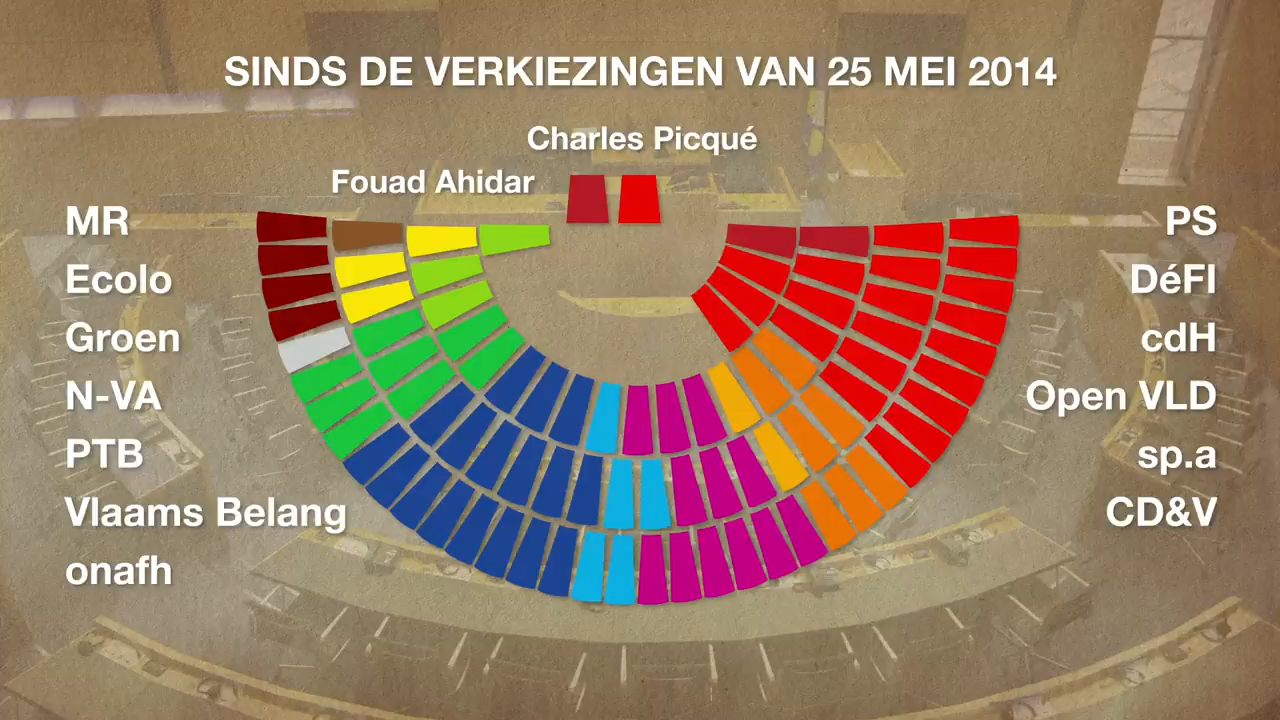 SINDS DE VERKIEZINGEN VAN 25 MEI 2014
Charles Picqué
Fouad Ahidar
MR
Ecolo
Groen
N-VA
PTB
Vlaams Belang
onafh
PS
DéFI
cdH
Open VLD
sp.a
CD&V